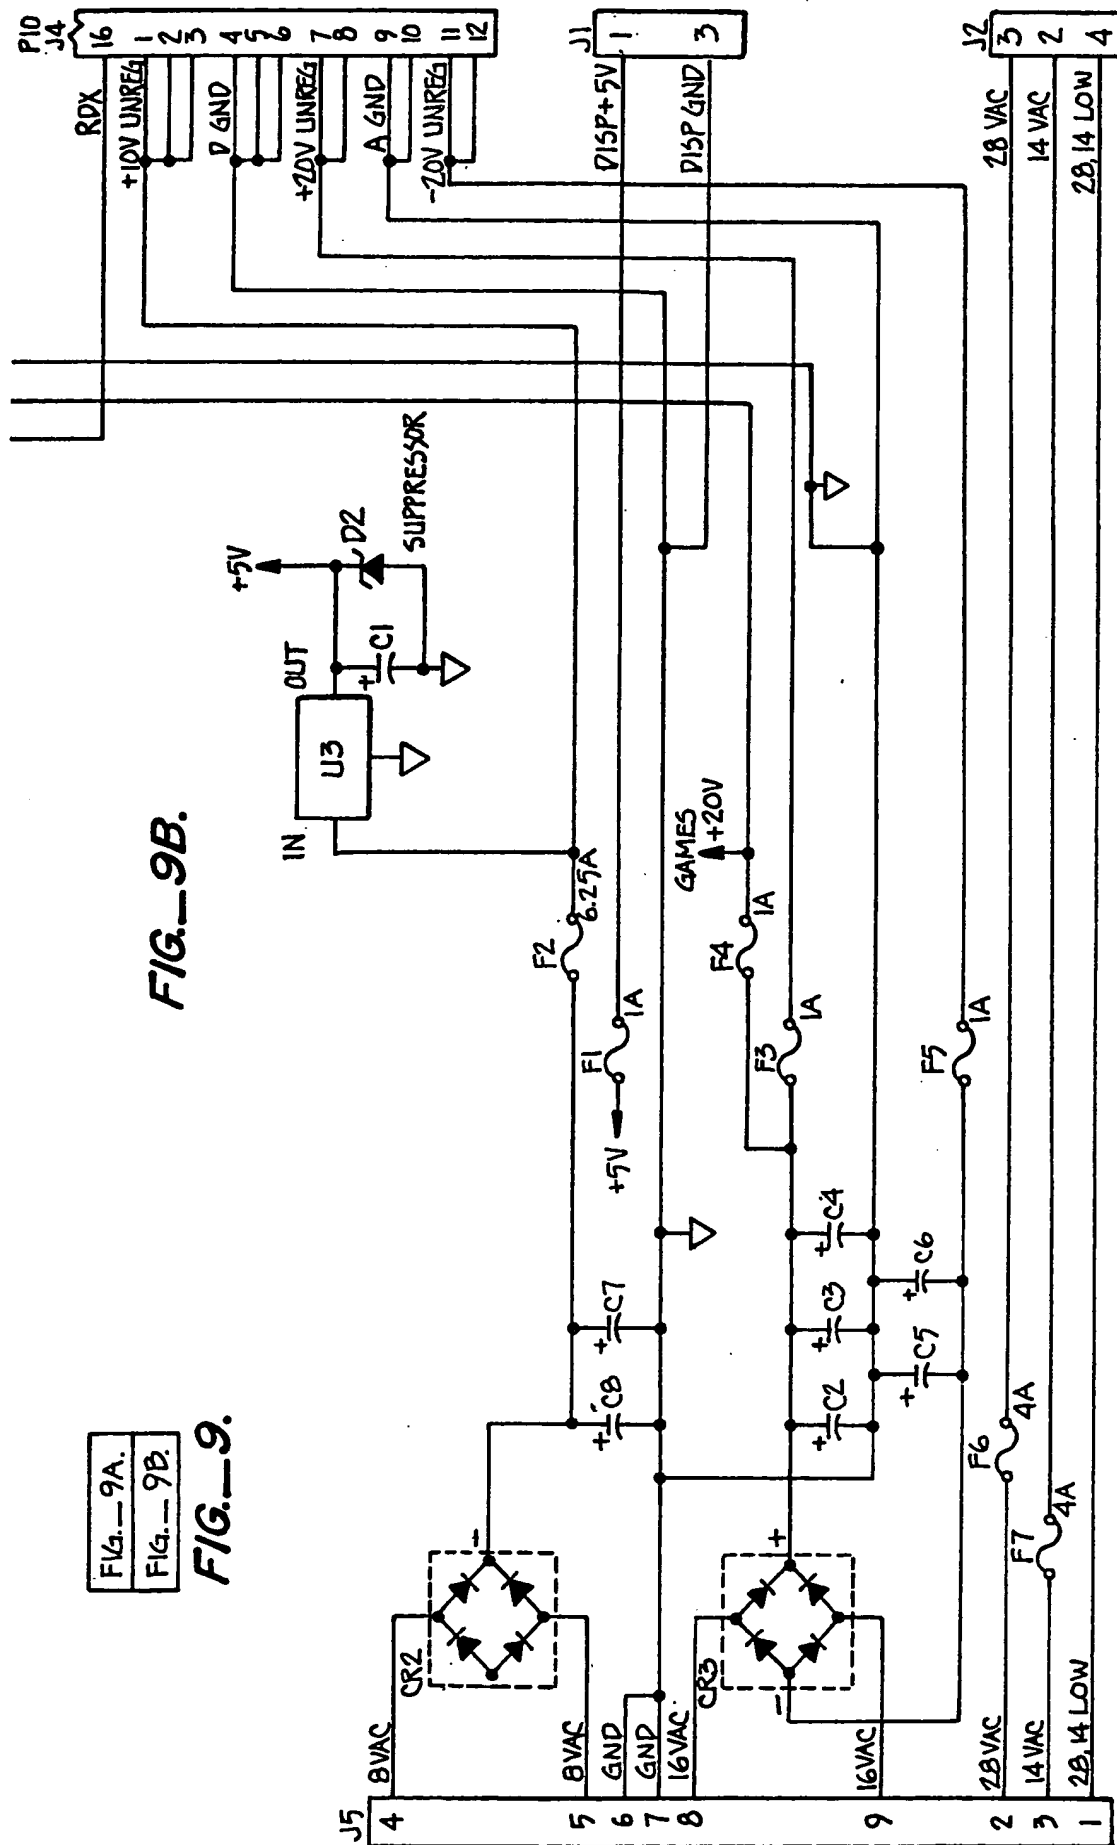 FIG.__9A.
FIG.__9B.
FIG.__9.
FIG.__9B.
J5
4
5
6
7
8
9
2
3
1
8VAC
8VAC
GND
GND
16VAC
16VAC
28VAC
14VAC
28,14 LOW
CR2
-
CR3
+
-
+ C8
+ C7
+ C2
+ C3
+ C4
+ C5
+ C6
F7
4A
F6
4A
F5
1A
F3
1A
F4
1A
GAMES
+20V
+5V
F1
1A
F2
6.25A
IN
U3
OUT
+ C1
+5V
D2
SUPPRESSOR
P10
J4
16
1
2
3
4
5
6
7
8
9
10
11
12
RDX
+10V UNREG
D GND
+20V UNREG
A GND
-20V UNREG
J1
1
3
DISP+5V
DISP GND
J2
3
2
4
28 VAC
14 VAC
28,14 LOW